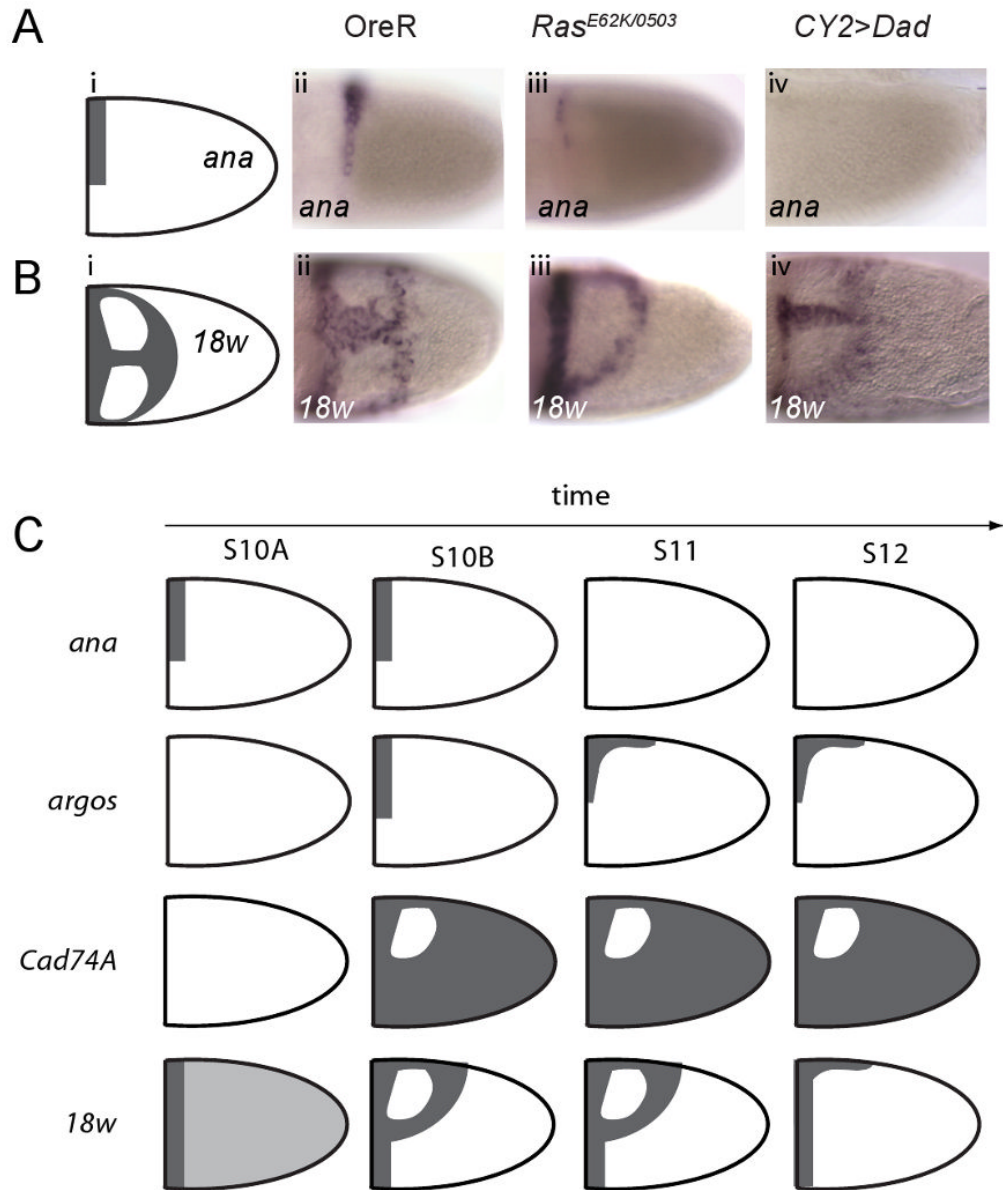 A
OreR
Ras^E62K/0503
CY2>Dad
i
ana
ii
ana
iii
ana
iv
ana
B
i
18w
ii
18w
iii
18w
iv
18w
time
C
S10A
S10B
S11
S12
ana
argos
Cad74A
18w